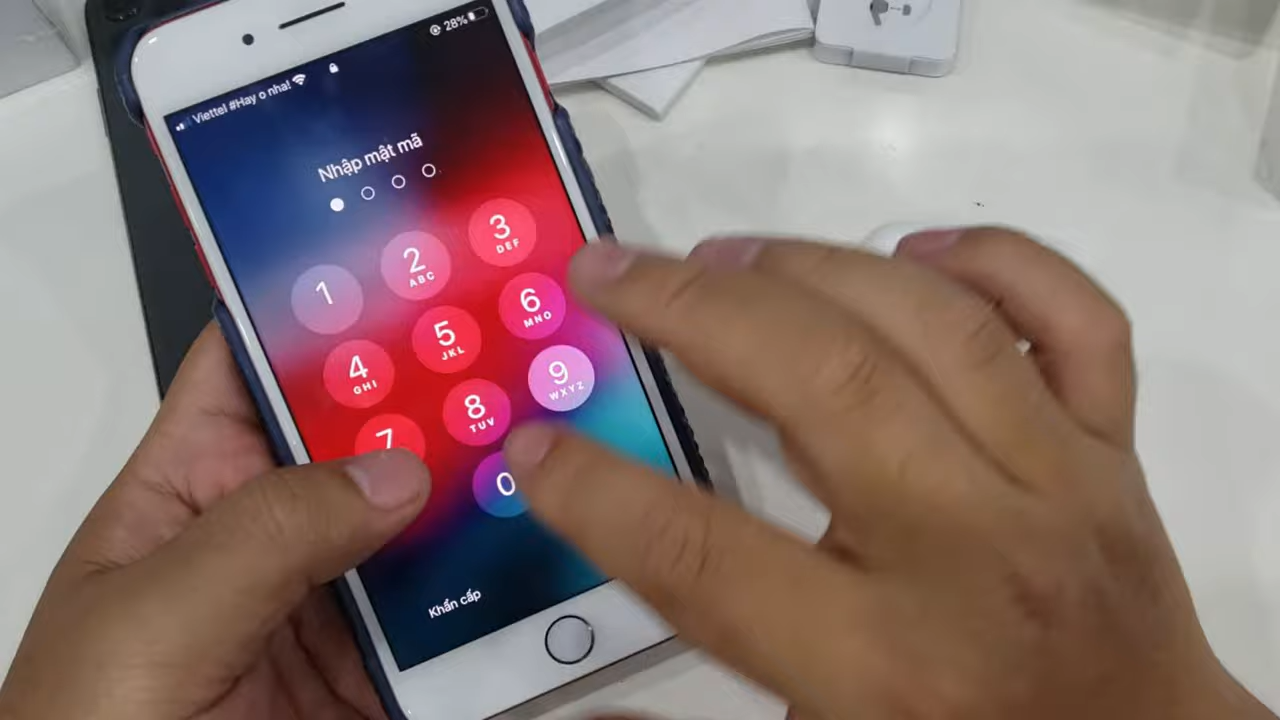 28%
Viettel #Hay o nha!
Nhập mật mã
1
2
ABC
3
DEF
4
GHI
5
JKL
6
MNO
7
8
TUV
9
WXYZ
0
Khẩn cấp